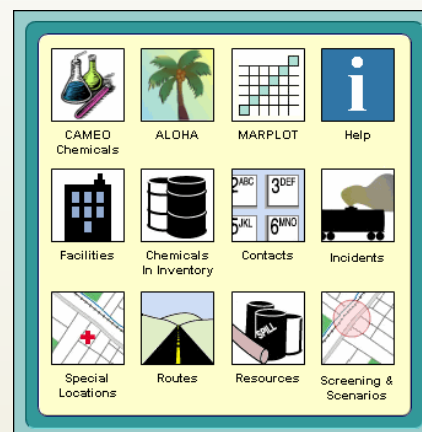 CAMEO
Chemicals
ALOHA
MARPLOT
i
Help
Facilities
Chemicals
In Inventory
2ABC 3DEF
5JKL 6MNO
Contacts
Incidents
Special
Locations
Routes
SPILL
Resources
Screening &
Scenarios